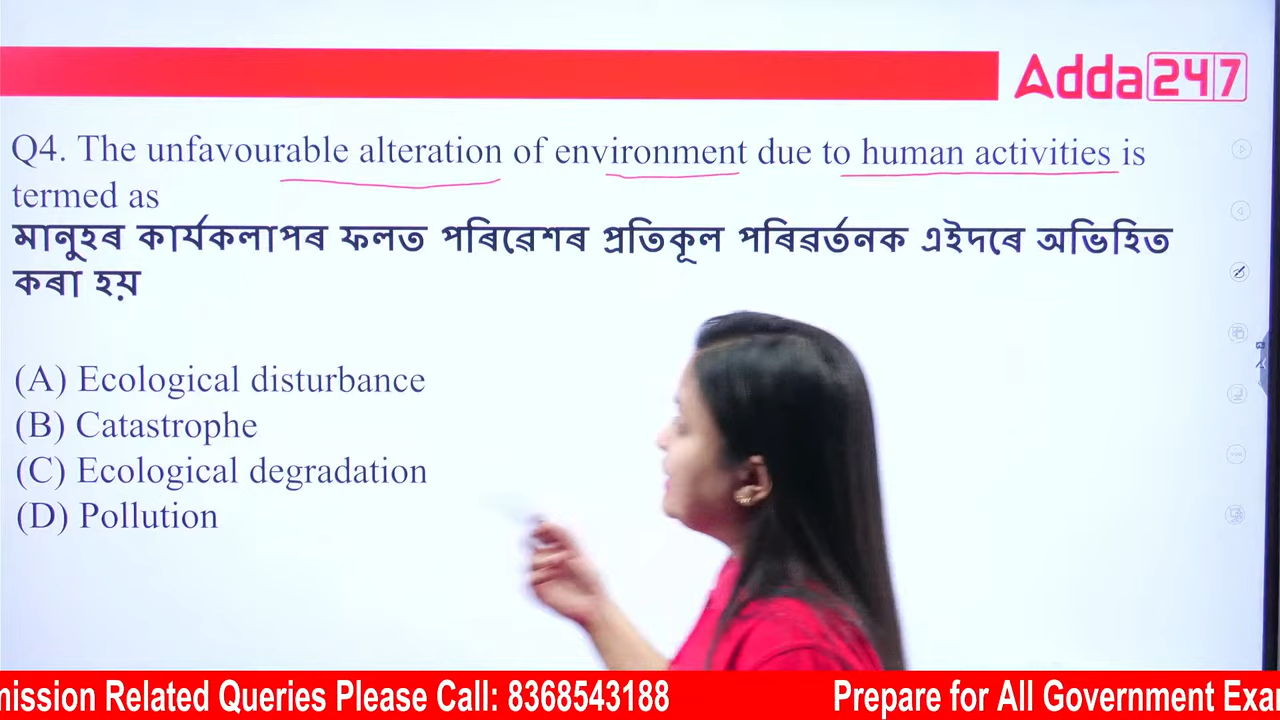 Adda247
Q4. The unfavourable alteration of environment due to human activities is
termed as
মানুহৰ কাৰ্যকলাপৰ ফলত পৰিৱেশৰ প্ৰতিকূল পৰিৱৰ্তনক এইদৰে অভিহিত
কৰা হয়
(A) Ecological disturbance
(B) Catastrophe
(C) Ecological degradation
(D) Pollution
mission Related Queries Please Call: 8368543188 Prepare for All Government Exa